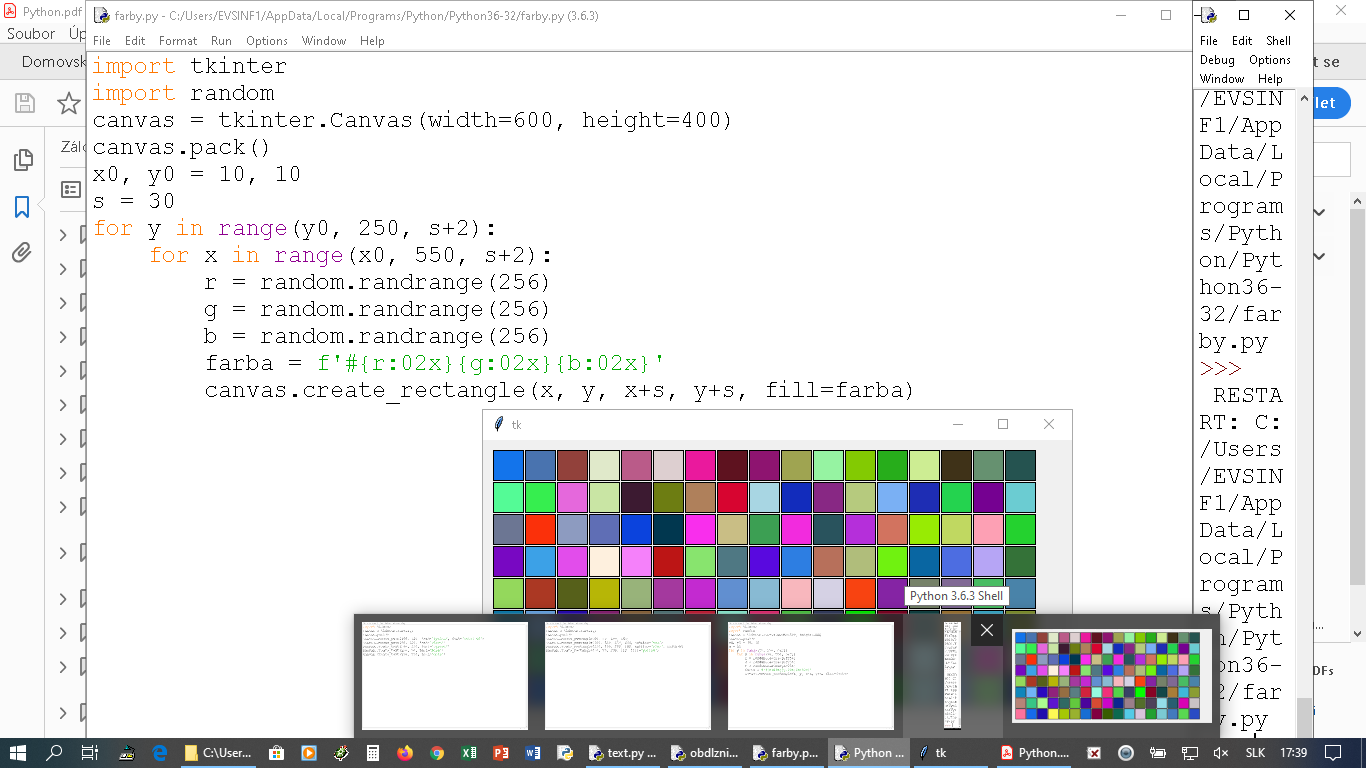 Python.pdf
farby.py - C:/Users/EVSINF1/AppData/Local/Programs/Python/Python36-32/farby.py (3.6.3)
Soubor
File Edit Format Run Options Window Help
Domovsk
import tkinter
import random
canvas = tkinter.Canvas(width=600, height=400)
canvas.pack()
x0, y0 = 10, 10
s = 30
for y in range(y0, 250, s+2):
    for x in range(x0, 550, s+2):
        r = random.randrange(256)
        g = random.randrange(256)
        b = random.randrange(256)
        farba = f'#{r:02x}{g:02x}{b:02x}'
        canvas.create_rectangle(x, y, x+s, y+s, fill=farba)
Zálo
File Edit Shell
Debug Options
Window Help
t se
let
/EVSIN
F1/App
Data/L
ocal/P
rogram
s/Pyth
on/Pyt
hon36-
32/far
by.py
>>>
RESTA
RT: C:
/Users
/EVSIN
F1/App
Data/L
ocal/P
rogram
s/Pyth
n/Pyt
on36-
2/far
y.py
DFs
tk
Python 3.6.3 Shell
C:\User...
text.py ...
obdlzni...
farby.p...
Python ...
tk
Python....
SLK
17:39